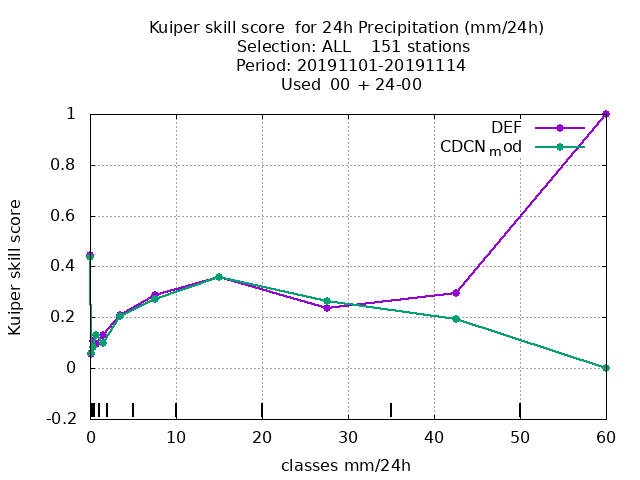 Kuiper skill score  for 24h Precipitation (mm/24h)
Selection: ALL    151 stations
Period: 20191101-20191114
Used  00 + 24-00
DEF
CDCN_mod
Kuiper skill score
1
0.8
0.6
0.4
0.2
0
-0.2
0 10 20 30 40 50 60
classes mm/24h